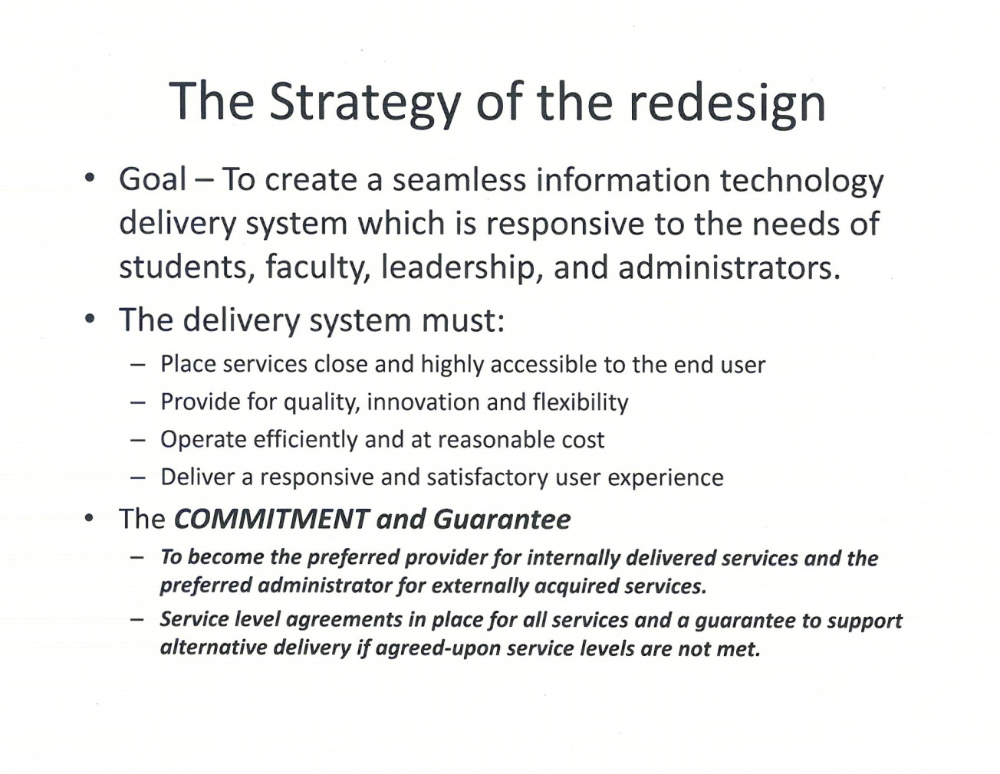 The Strategy of the redesign
• Goal – To create a seamless information technology
delivery system which is responsive to the needs of
students, faculty, leadership, and administrators.
• The delivery system must:
– Place services close and highly accessible to the end user
– Provide for quality, innovation and flexibility
– Operate efficiently and at reasonable cost
– Deliver a responsive and satisfactory user experience
• The COMMITMENT and Guarantee
– To become the preferred provider for internally delivered services and the
preferred administrator for externally acquired services.
– Service level agreements in place for all services and a guarantee to support
alternative delivery if agreed-upon service levels are not met.